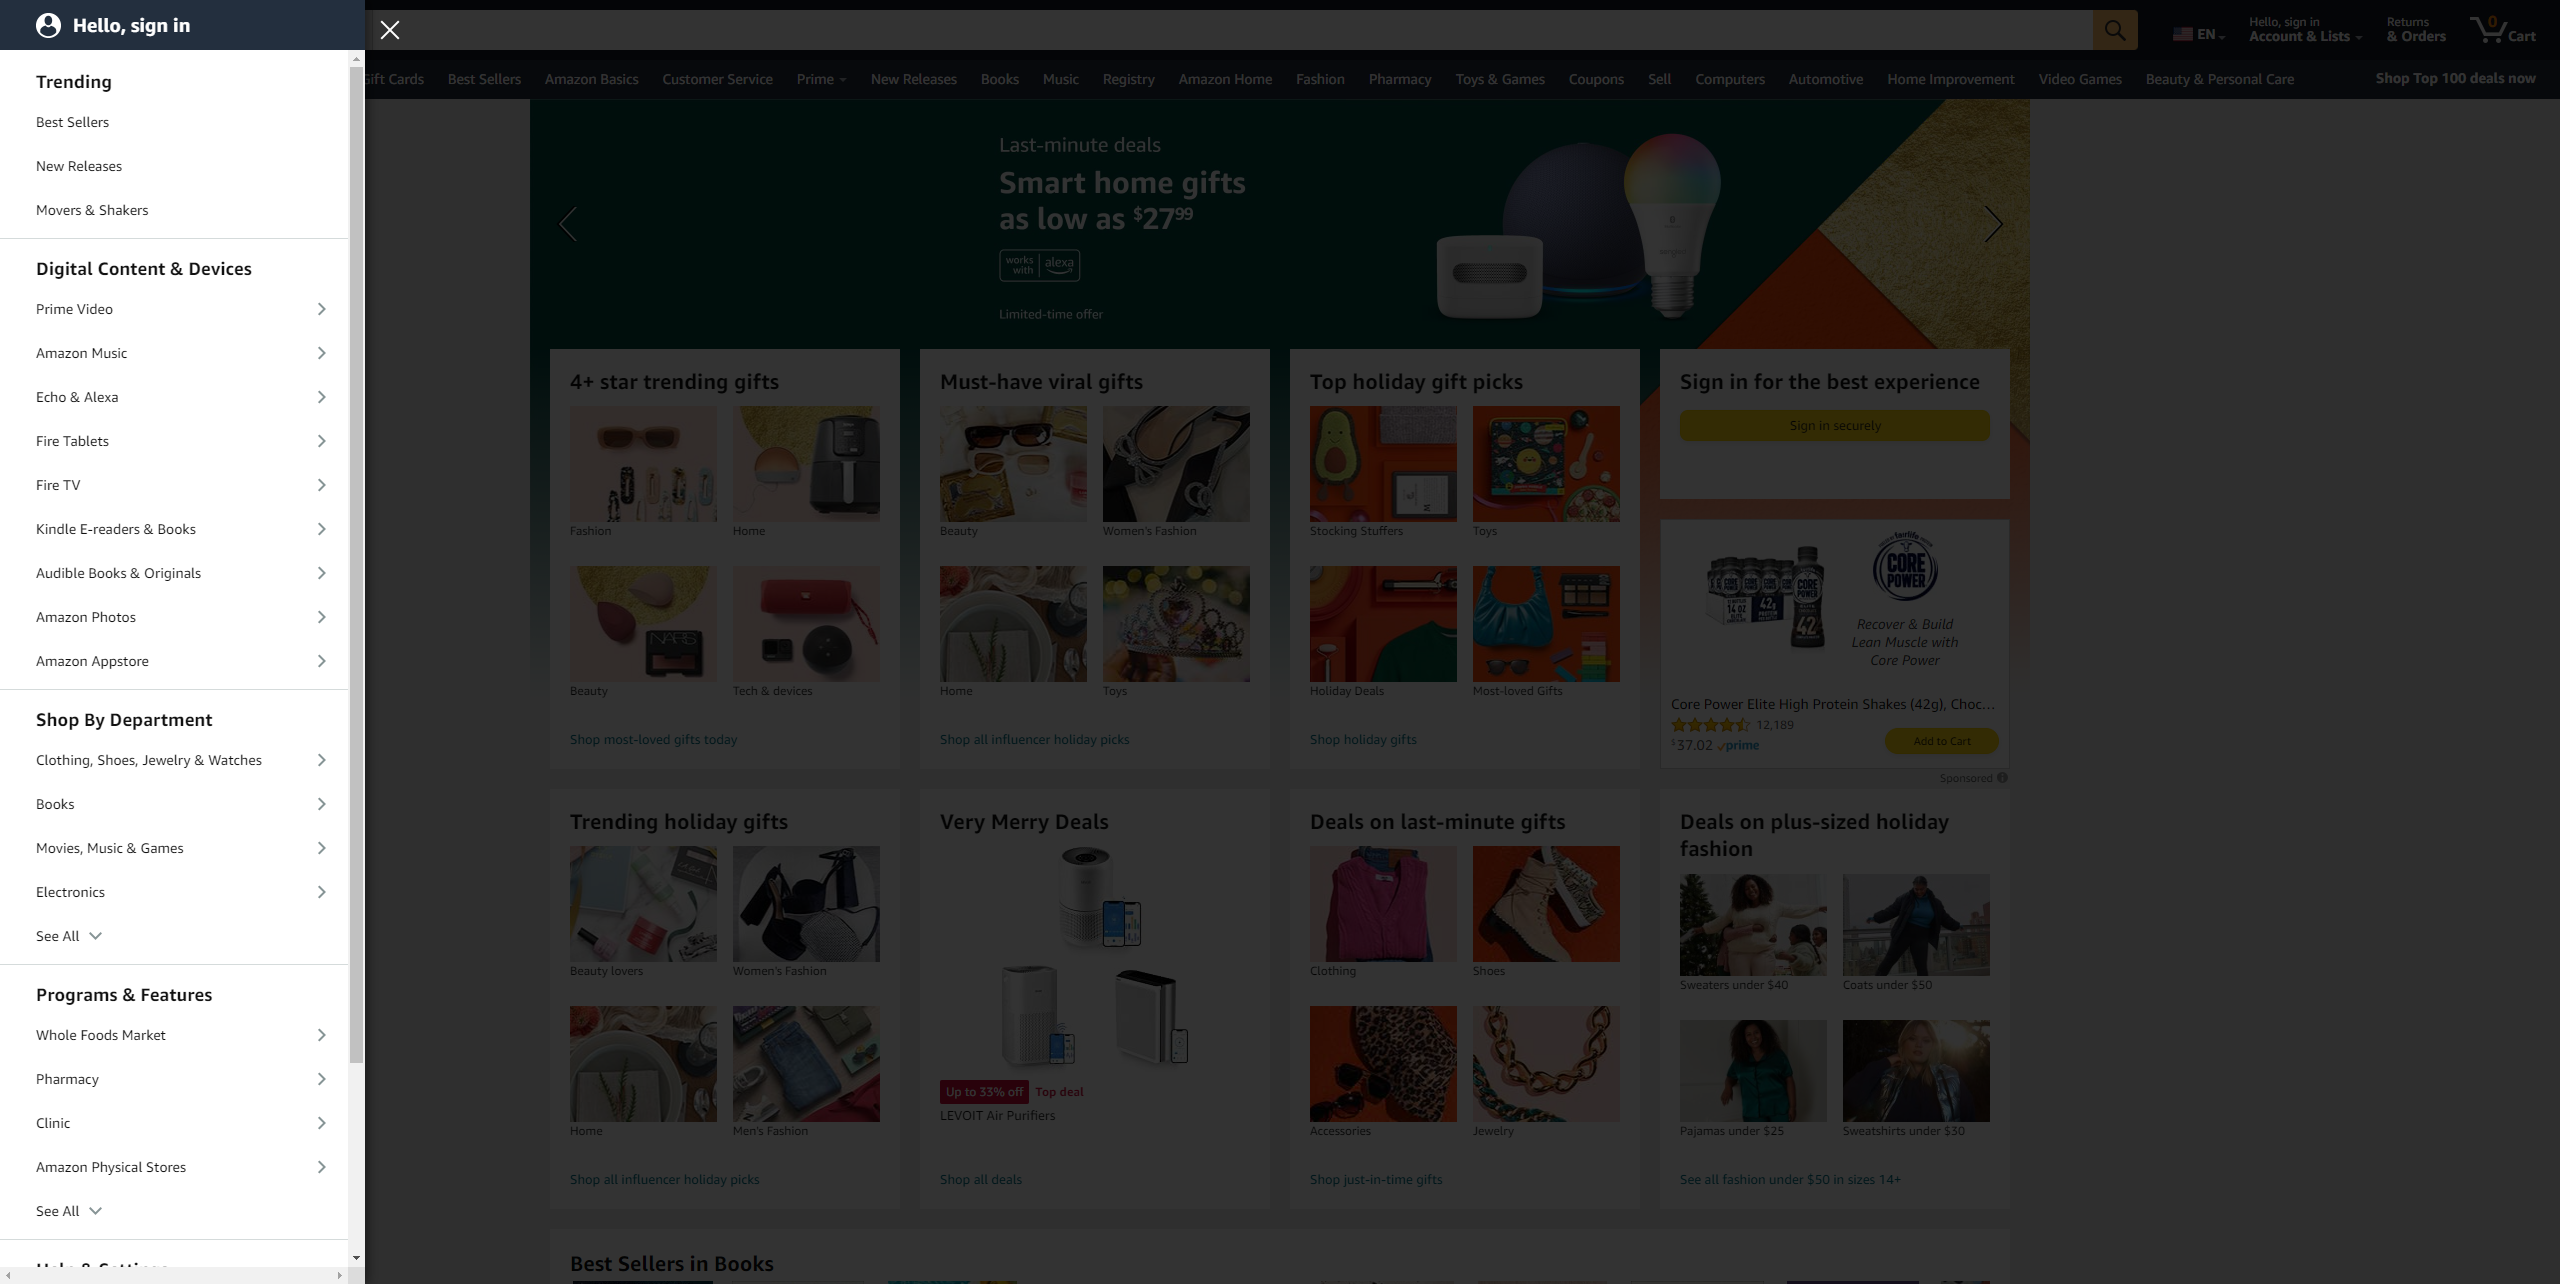 Hello, sign in
Trending
Best Sellers
New Releases
Movers & Shakers
Digital Content & Devices
Prime Video
Amazon Music
Echo & Alexa
Fire Tablets
Fire TV
Kindle E-readers & Books
Audible Books & Originals
Amazon Photos
Amazon Appstore
Shop By Department
Clothing, Shoes, Jewelry & Watches
Books
Movies, Music & Games
Electronics
See All
Programs & Features
Whole Foods Market
Pharmacy
Clinic
Amazon Physical Stores
See All
EN
Hello, sign in
Account & Lists
Returns
& Orders
0
Cart
Gift Cards Best Sellers Amazon Basics Customer Service Prime New Releases Books Music Registry Amazon Home Fashion Pharmacy Toys & Games Coupons Sell Computers Automotive Home Improvement Video Games Beauty & Personal Care Shop Top 100 deals now
Last-minute deals
Smart home gifts
as low as $27.99
works with alexa
Limited-time offer
4+ star trending gifts
Fashion Home
NARS
Beauty Tech & devices
Shop most-loved gifts today
Must-have viral gifts
Beauty Women's Fashion
Home Toys
Shop all influencer holiday picks
Top holiday gift picks
Stocking Stuffers Toys
Holiday Deals Most-loved Gifts
Shop holiday gifts
Sign in for the best experience
Sign in securely
fairlife
CORE POWER
42g
14 OZ
CORE POWER
42
Recover & Build
Lean Muscle with
Core Power
Core Power Elite High Protein Shakes (42g), Choc...
12,189
$37.02 prime
Add to Cart
Sponsored
Trending holiday gifts
Beauty lovers Women's Fashion
Home Men's Fashion
Shop all influencer holiday picks
Very Merry Deals
Up to 33% off Top deal
LEVOIT Air Purifiers
Shop all deals
Deals on last-minute gifts
Clothing Shoes
Accessories Jewelry
Shop just-in-time gifts
Deals on plus-sized holiday
fashion
Sweaters under $40 Coats under $50
Pajamas under $25 Sweatshirts under $30
See all fashion under $50 in sizes 14+
Best Sellers in Books